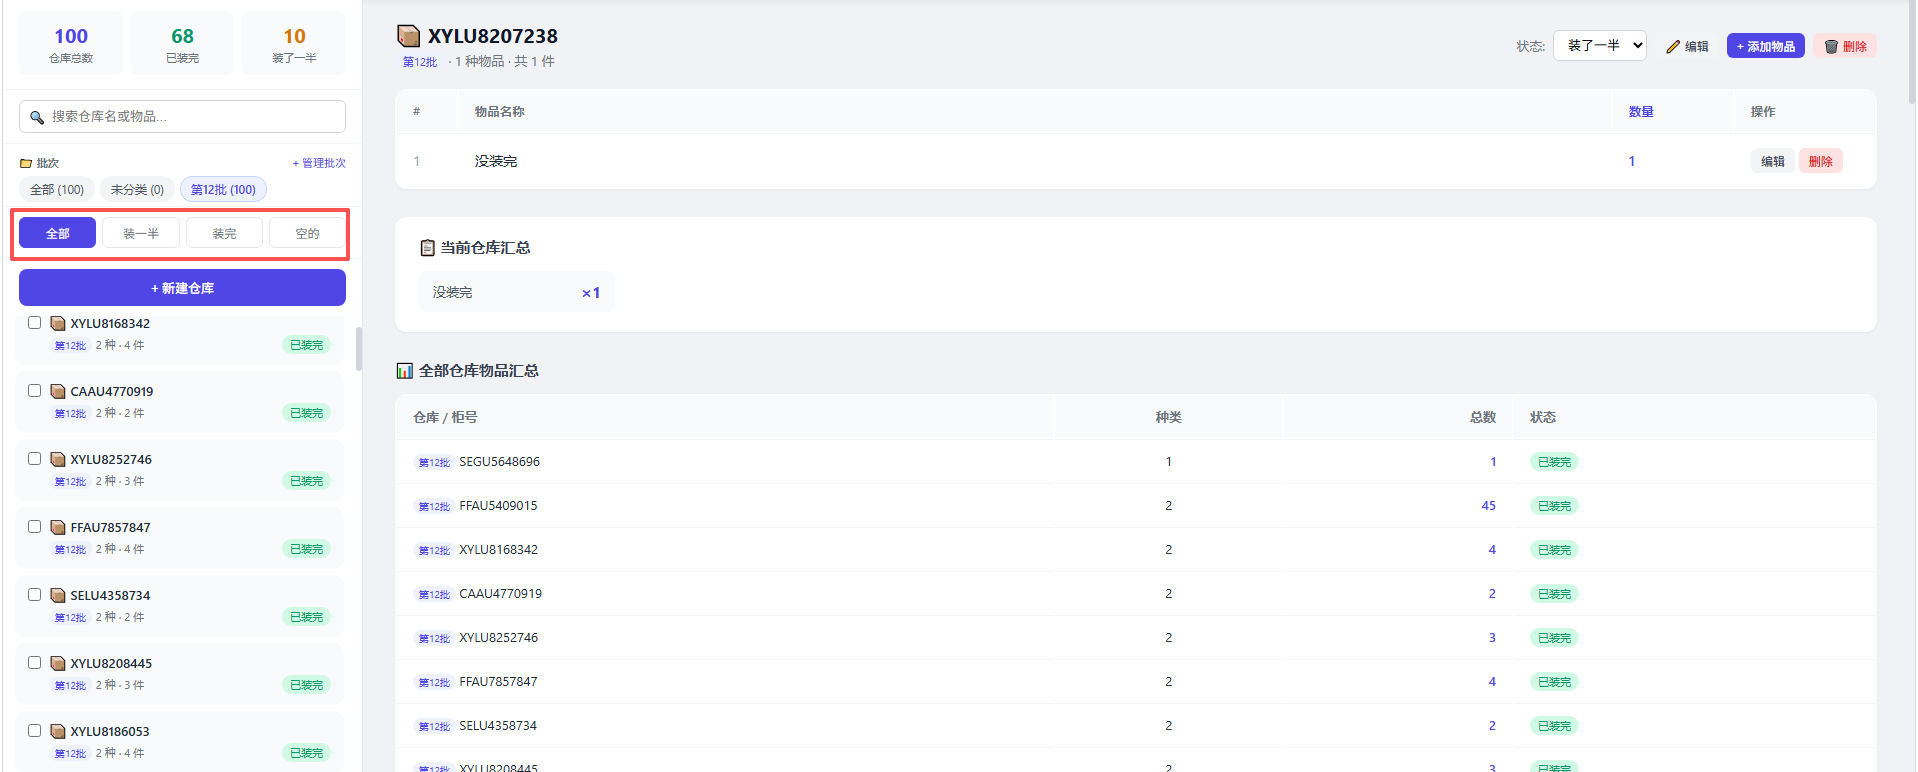 100
仓库总数
68
已装完
10
装了一半
搜索仓库名或物品...
批次
+ 管理批次
全部 (100)
未分类 (0)
第12批 (100)
全部
装一半
装完
空的
+ 新建仓库
XYLU8168342
第12批 2 种 · 4 件
已装完
CAAU4770919
第12批 2 种 · 2 件
已装完
XYLU8252746
第12批 2 种 · 3 件
已装完
FFAU7857847
第12批 2 种 · 4 件
已装完
SELU4358734
第12批 2 种 · 2 件
已装完
XYLU8208445
第12批 2 种 · 3 件
已装完
XYLU8186053
第12批 2 种 · 4 件
已装完
XYLU8207238
第12批 · 1 种物品 · 共 1 件
状态:
装了一半
编辑
+ 添加物品
删除
# 物品名称 数量 操作
1 没装完 1 编辑 删除
当前仓库汇总
没装完 ×1
全部仓库物品汇总
仓库 / 柜号 种类 总数 状态
第12批 SEGU5648696 1 1 已装完
第12批 FFAU5409015 2 45 已装完
第12批 XYLU8168342 2 4 已装完
第12批 CAAU4770919 2 2 已装完
第12批 XYLU8252746 2 3 已装完
第12批 FFAU7857847 2 4 已装完
第12批 SELU4358734 2 2 已装完
第12批 XYLU8208445 2 3 已装完